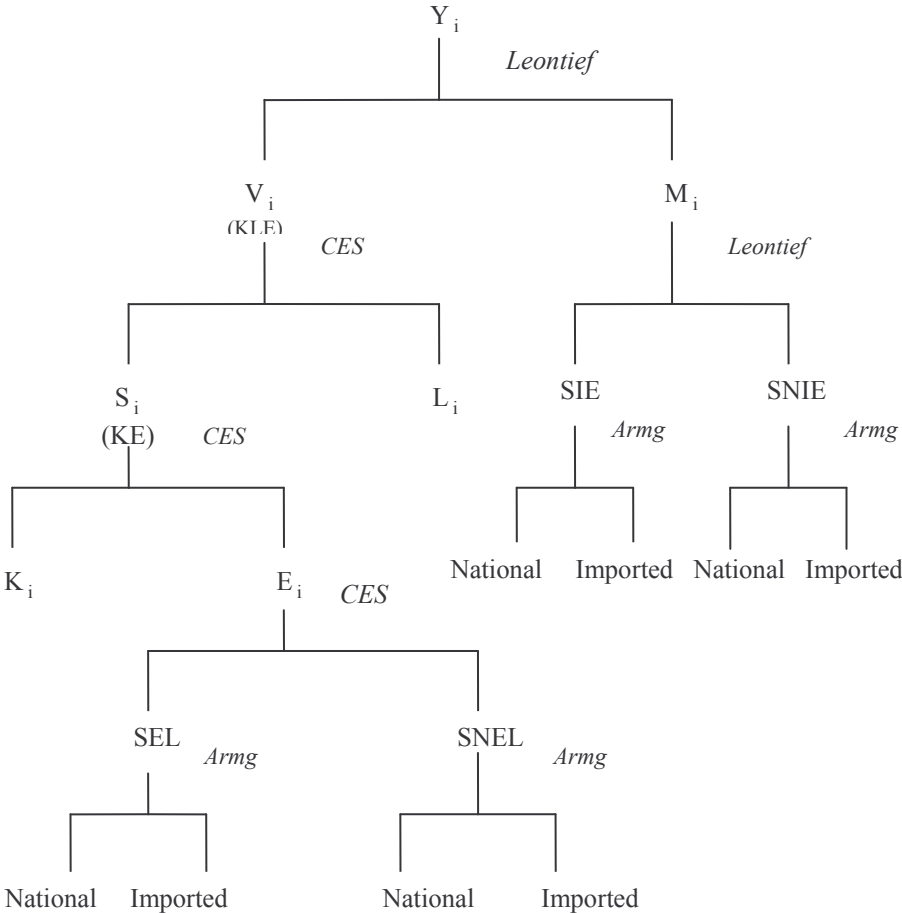 Y i
Leontief
V i
M i
(KLE)
CES
Leontief
S i
L i
SIE
SNIE
(KE)
CES
Armg
Armg
National
Imported
National
Imported
K i
E i
CES
SEL
SNEL
Armg
Armg
National
Imported
National
Imported